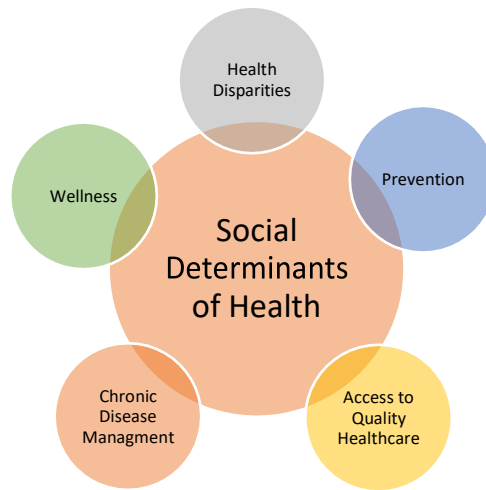 Health
Disparities
Prevention
Wellness
Social
Determinants
of Health
Chronic
Disease
Managment
Access to
Quality
Healthcare